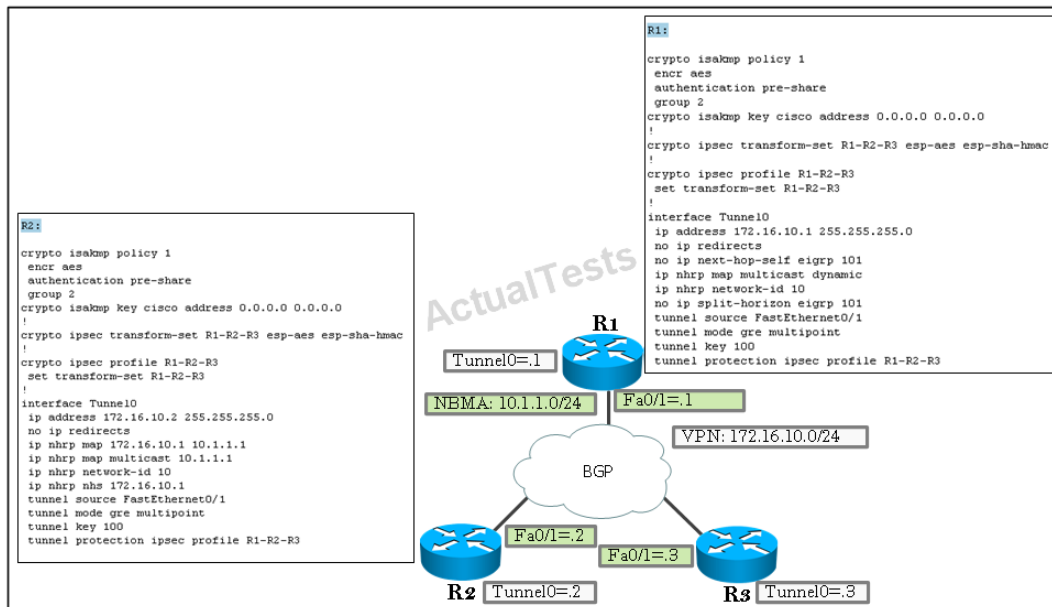 R1:
crypto isakmp policy 1
encr aes
authentication pre-share
group 2
crypto isakmp key cisco address 0.0.0.0 0.0.0.0
!
crypto ipsec transform-set R1-R2-R3 esp-aes esp-sha-hmac
!
crypto ipsec profile R1-R2-R3
set transform-set R1-R2-R3
!
interface Tunnel0
ip address 172.16.10.1 255.255.255.0
no ip redirects
no ip next-hop-self eigrp 101
ip nhrp map multicast dynamic
ip nhrp network-id 10
no ip split-horizon eigrp 101
tunnel source FastEthernet0/1
tunnel mode gre multipoint
tunnel key 100
tunnel protection ipsec profile R1-R2-R3
R2:
crypto isakmp policy 1
encr aes
authentication pre-share
group 2
crypto isakmp key cisco address 0.0.0.0 0.0.0.0
!
crypto ipsec transform-set R1-R2-R3 esp-aes esp-sha-hmac
!
crypto ipsec profile R1-R2-R3
set transform-set R1-R2-R3
!
interface Tunnel0
ip address 172.16.10.2 255.255.255.0
no ip redirects
ip nhrp map 172.16.10.1 10.1.1.1
ip nhrp map multicast 10.1.1.1
ip nhrp network-id 10
ip nhrp nhs 172.16.10.1
tunnel source FastEthernet0/1
tunnel mode gre multipoint
tunnel key 100
tunnel protection ipsec profile R1-R2-R3
ActualTests
R1
Tunnel0=.1
NBMA: 10.1.1.0/24
Fa0/1=.1
VPN: 172.16.10.0/24
BGP
Fa0/1=.2
Fa0/1=.3
R2
Tunnel0=.2
R3
Tunnel0=.3